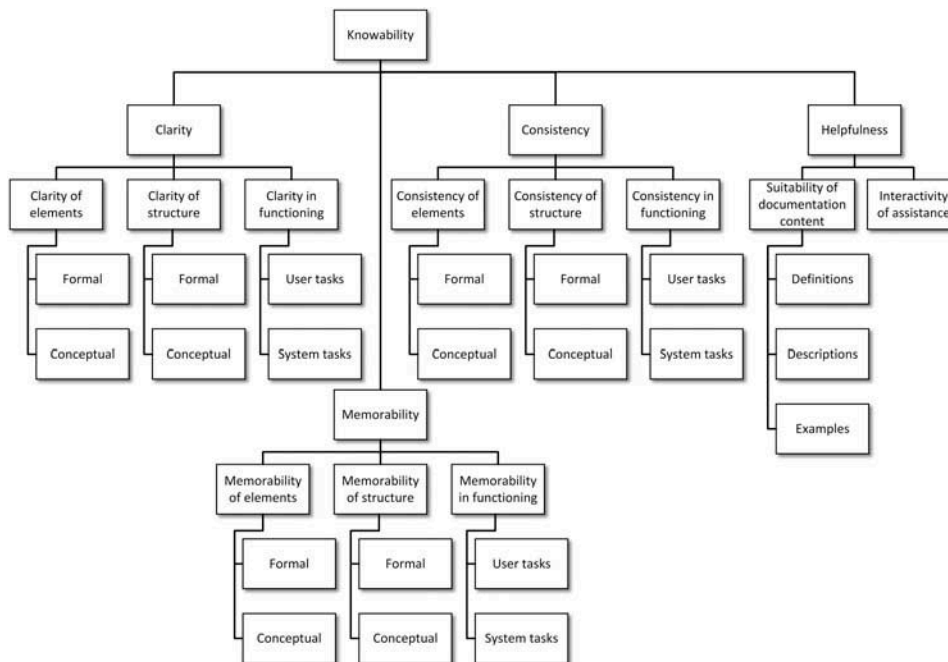 Knowability
Clarity
Consistency
Helpfulness
Clarity of
elements
Clarity of
structure
Clarity in
functioning
Consistency of
elements
Consistency of
structure
Consistency in
functioning
Suitability of
documentation
content
Interactivity
of assistance
Formal
Formal
User tasks
Formal
Formal
User tasks
Definitions
Conceptual
Conceptual
System tasks
Conceptual
Conceptual
System tasks
Descriptions
Memorability
Examples
Memorability
of elements
Memorability
of structure
Memorability
in functioning
Formal
Formal
User tasks
Conceptual
Conceptual
System tasks